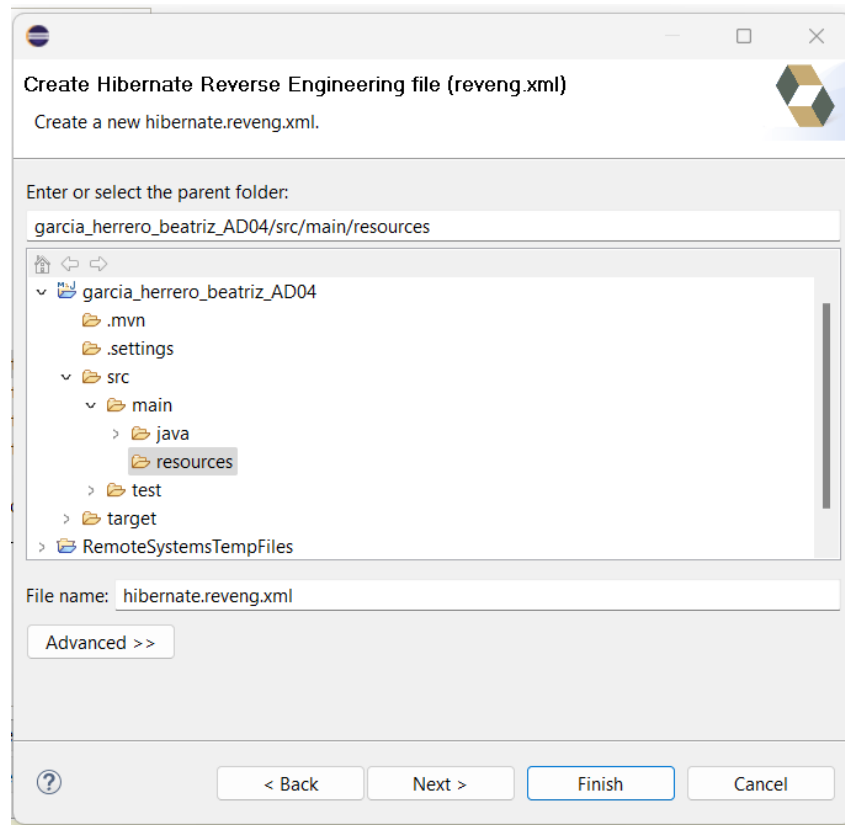 Create Hibernate Reverse Engineering file (reveng.xml)
Create a new hibernate.reveng.xml.
Enter or select the parent folder:
garcia_herrero_beatriz_AD04/src/main/resources
garcia_herrero_beatriz_AD04
.mvn
.settings
src
main
java
resources
test
target
RemoteSystemsTempFiles
File name: hibernate.reveng.xml
Advanced >>
< Back Next > Finish Cancel